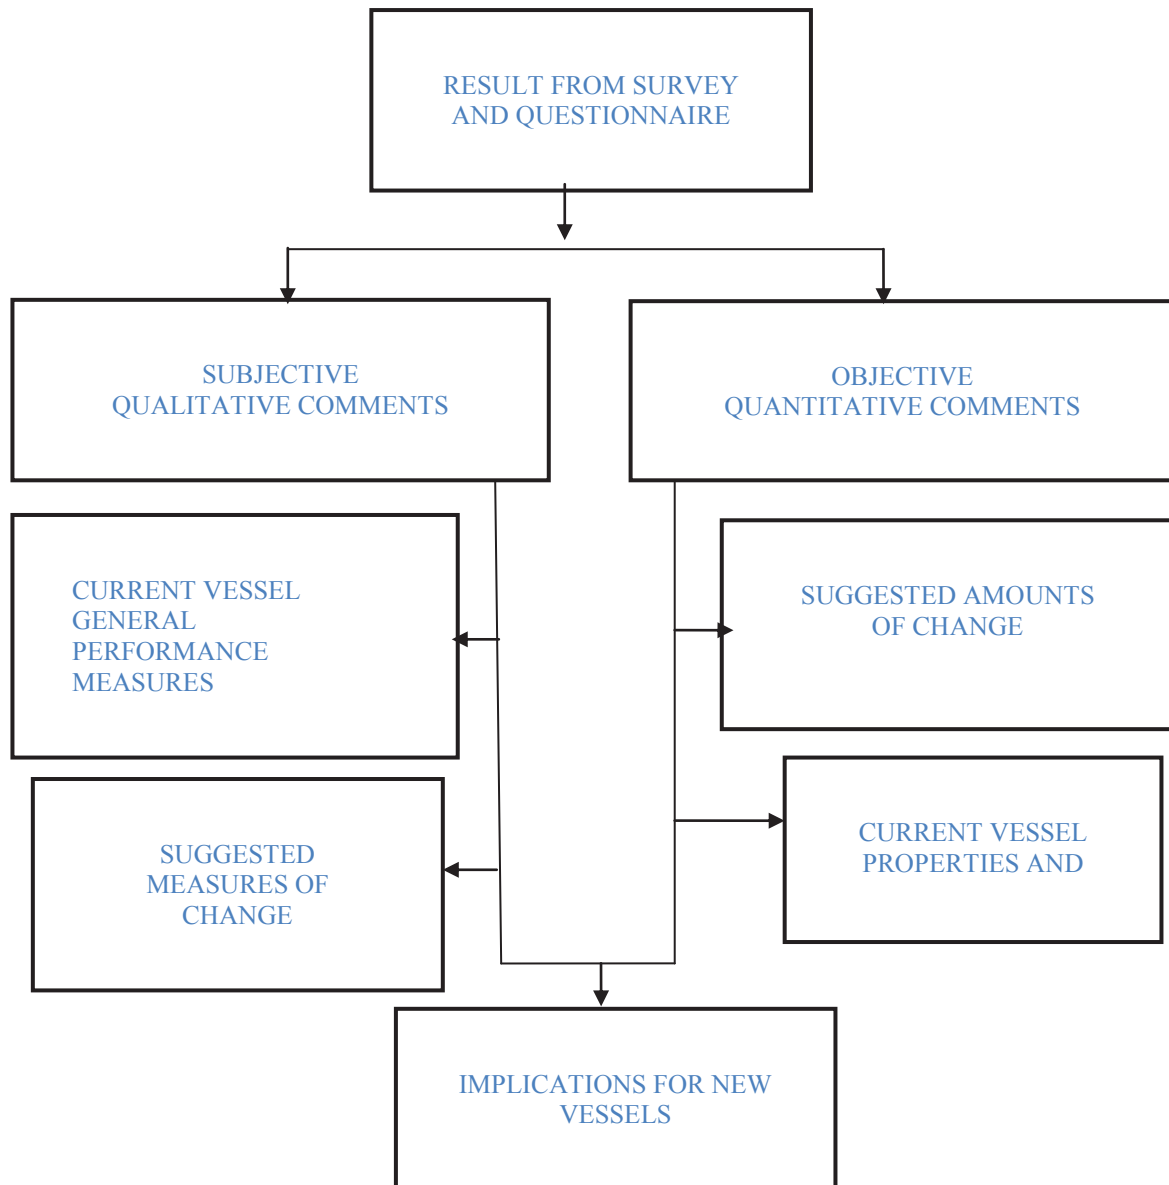 RESULT FROM SURVEY
AND QUESTIONNAIRE
SUBJECTIVE
QUALITATIVE COMMENTS
OBJECTIVE
QUANTITATIVE COMMENTS
CURRENT VESSEL
GENERAL
PERFORMANCE
MEASURES
SUGGESTED AMOUNTS
OF CHANGE
SUGGESTED
MEASURES OF
CHANGE
CURRENT VESSEL
PROPERTIES AND
IMPLICATIONS FOR NEW
VESSELS